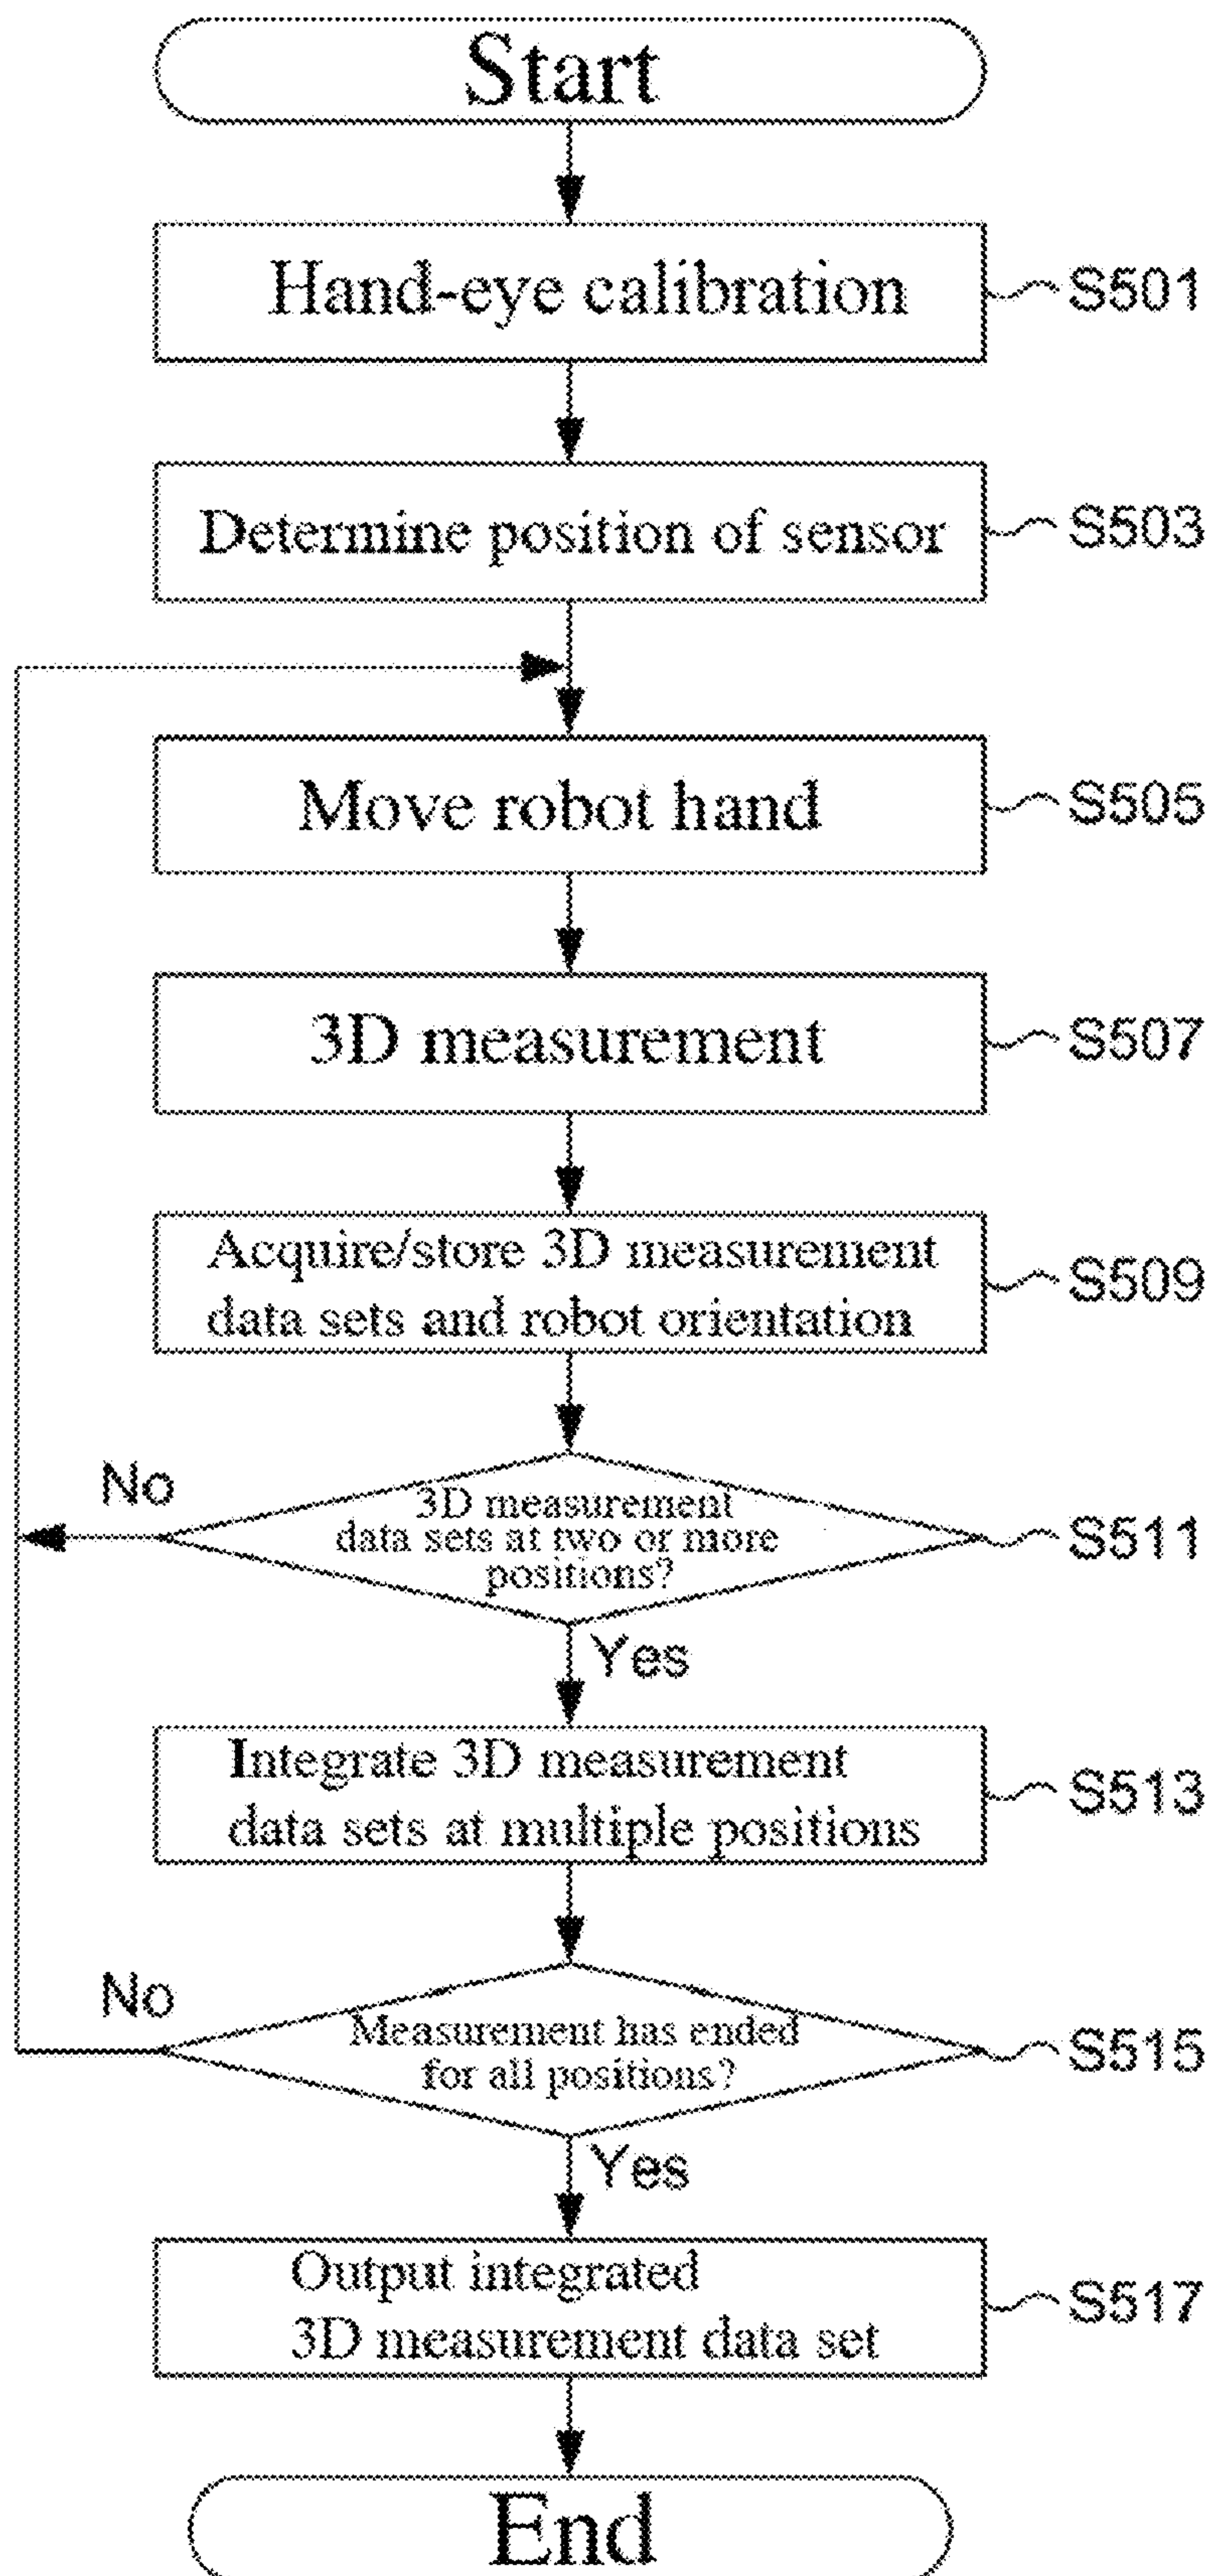 Start
Hand-eye calibration
S501
Determine position of sensor
S503
Move robot hand
S505
3D measurement
S507
Acquire/store 3D measurement
data sets and robot orientation
S509
No
3D measurement
data sets at two or more
positions?
S511
Yes
Integrate 3D measurement
data sets at multiple positions
S513
No
Measurement has ended
for all positions?
S515
Yes
Output integrated
3D measurement data set
S517
End